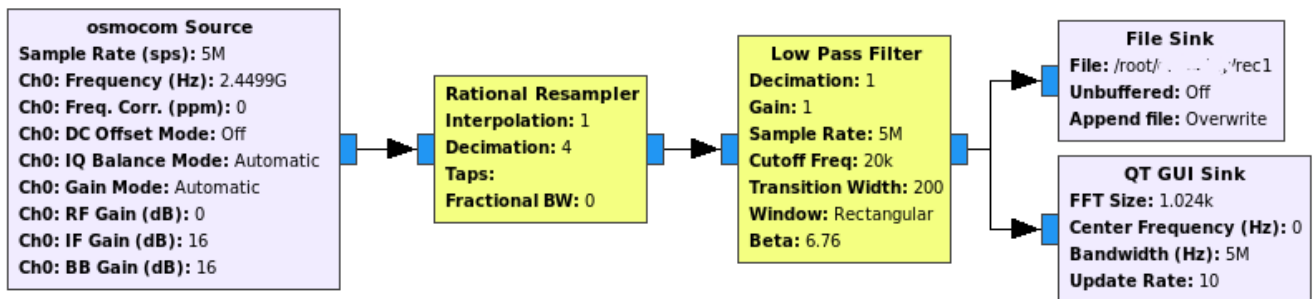 osmocom Source
Sample Rate (sps): 5M
Ch0: Frequency (Hz): 2.4499G
Ch0: Freq. Corr. (ppm): 0
Ch0: DC Offset Mode: Off
Ch0: IQ Balance Mode: Automatic
Ch0: Gain Mode: Automatic
Ch0: RF Gain (dB): 0
Ch0: IF Gain (dB): 16
Ch0: BB Gain (dB): 16
Rational Resampler
Interpolation: 1
Decimation: 4
Taps:
Fractional BW: 0
Low Pass Filter
Decimation: 1
Gain: 1
Sample Rate: 5M
Cutoff Freq: 20k
Transition Width: 200
Window: Rectangular
Beta: 6.76
File Sink
File: /root/ /rec1
Unbuffered: Off
Append file: Overwrite
QT GUI Sink
FFT Size: 1.024k
Center Frequency (Hz): 0
Bandwidth (Hz): 5M
Update Rate: 10